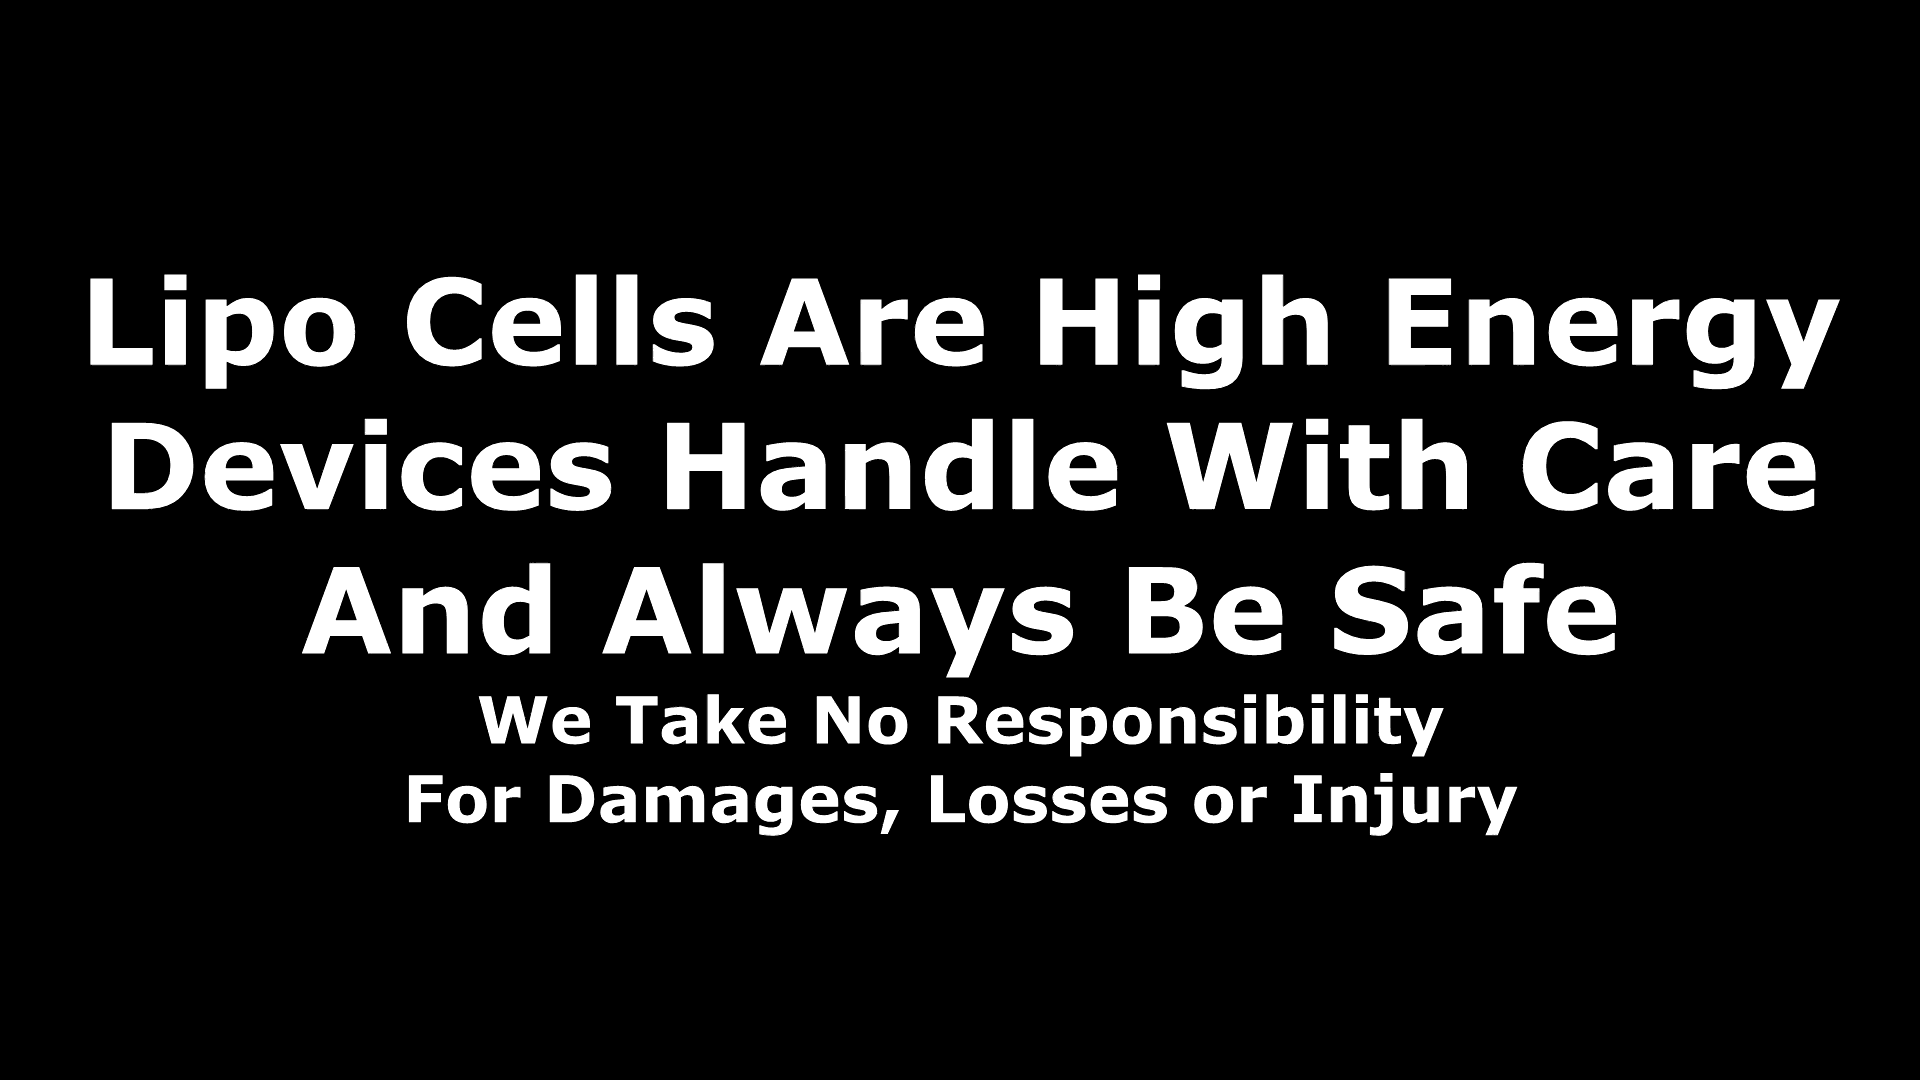 Lipo Cells Are High Energy
Devices Handle With Care
And Always Be Safe
We Take No Responsibility
For Damages, Losses or Injury